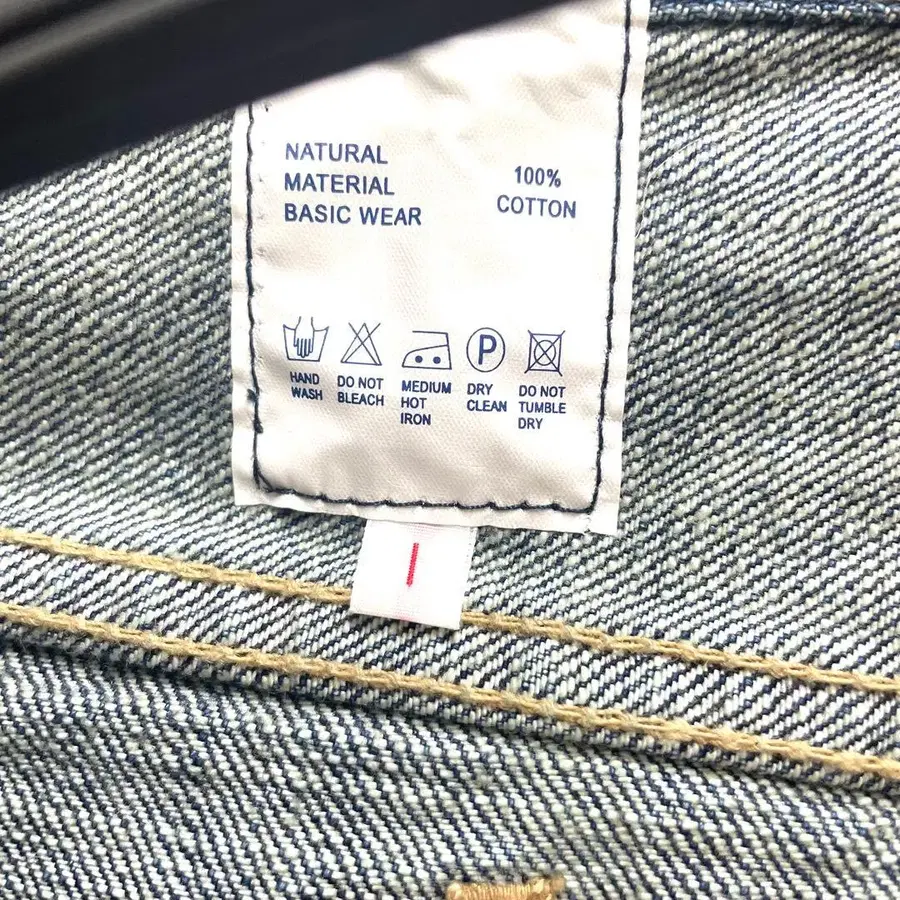 NATURAL
MATERIAL
BASIC WEAR
100%
COTTON
HAND
WASH
DO NOT
BLEACH
MEDIUM
HOT
IRON
P
DRY
CLEAN
DO NOT
TUMBLE
DRY
I